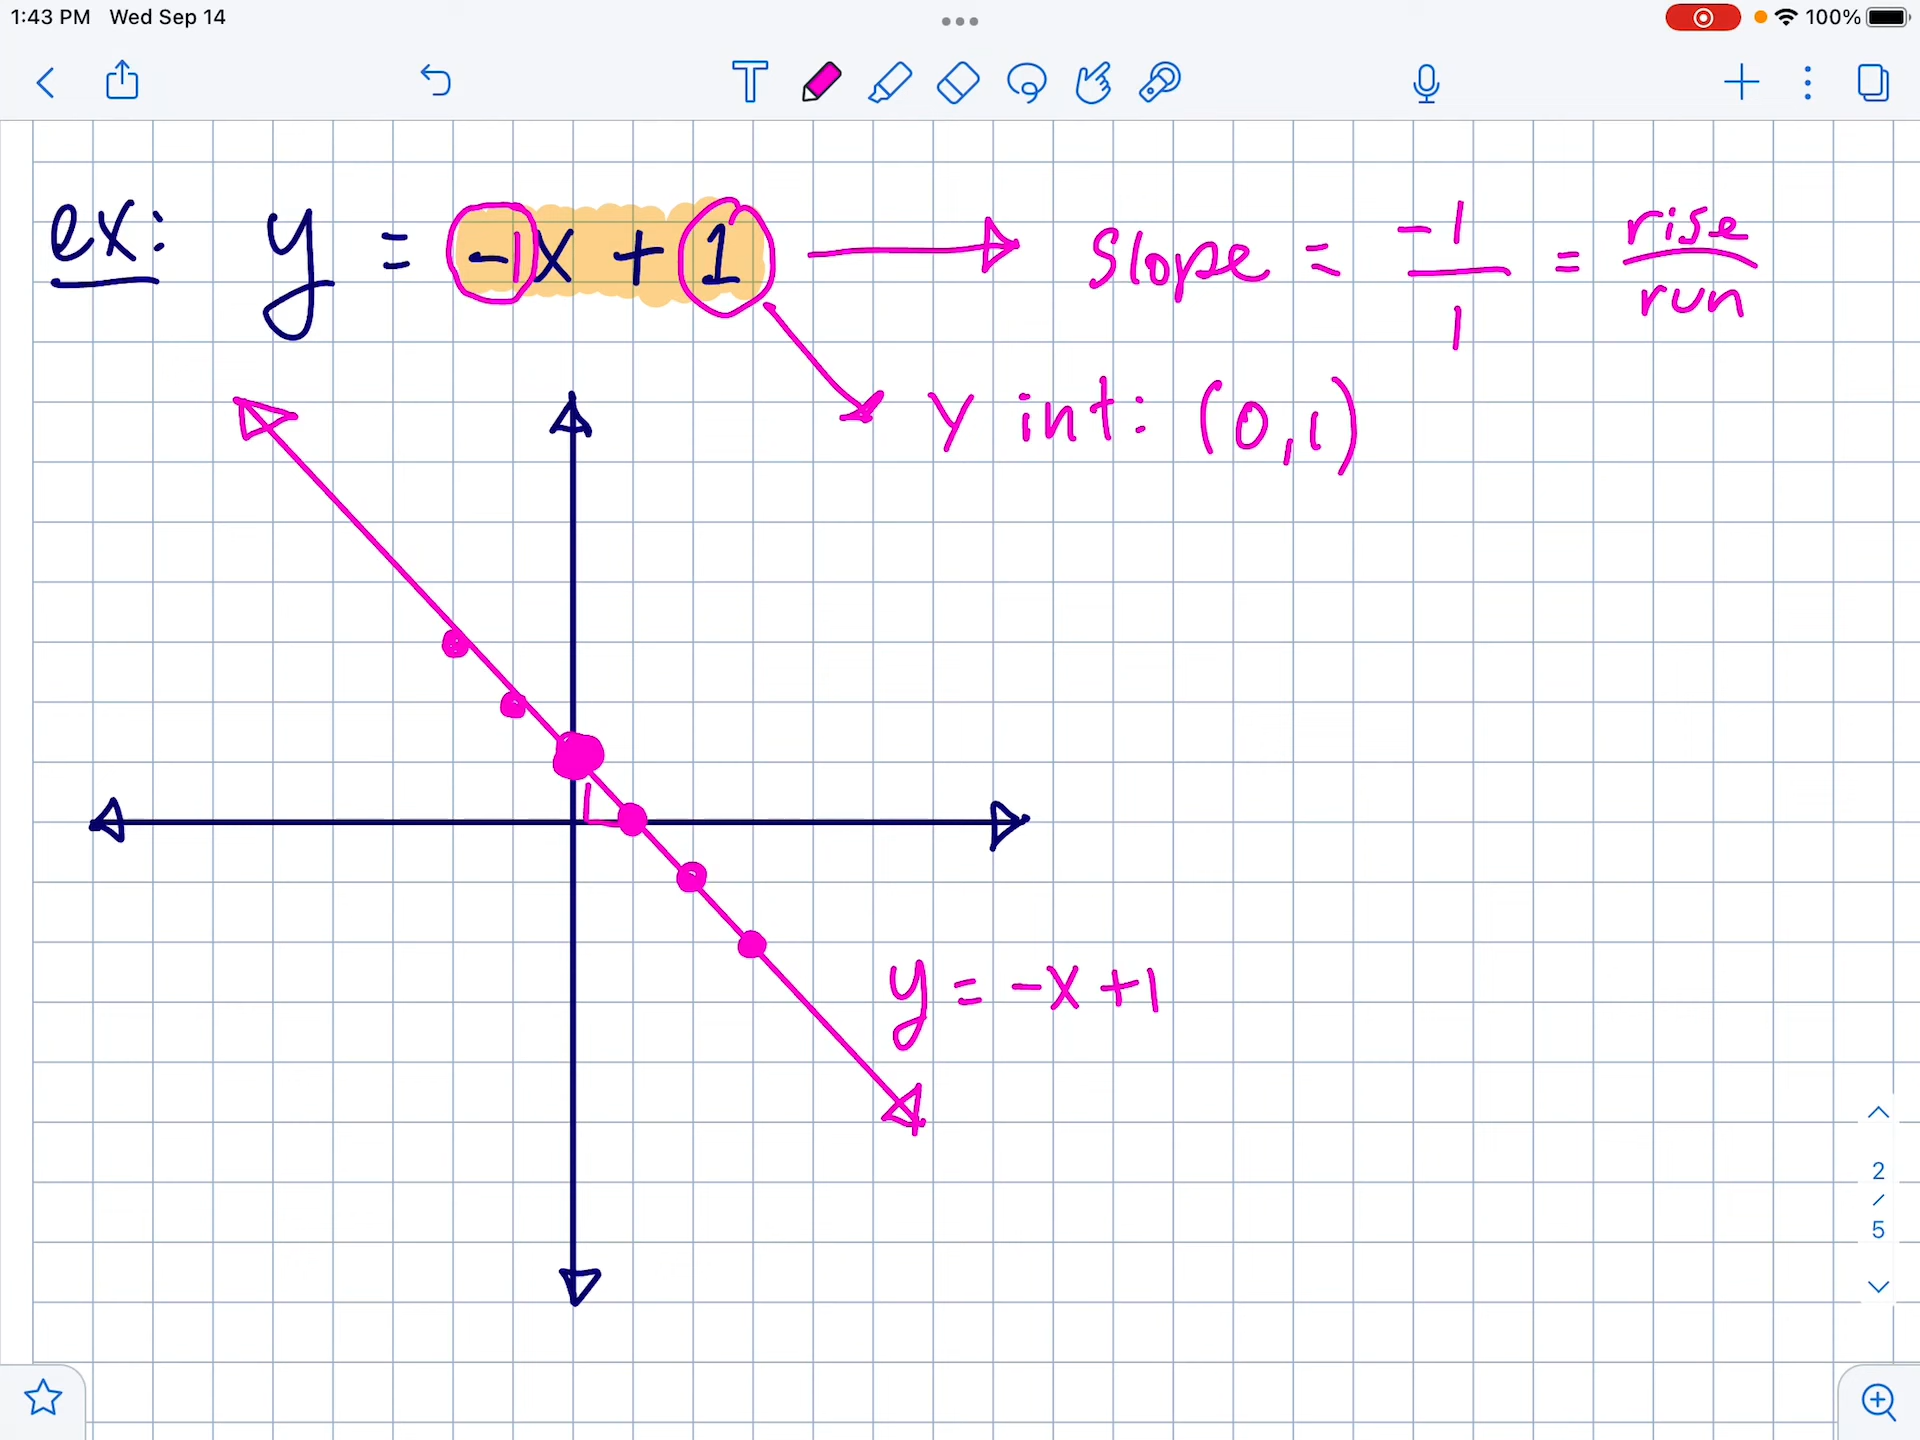 1:43 PM Wed Sep 14 100%
ex: y = -1x + 1 → Slope = -1/1 = rise/run
y int: (0,1)
y = -x +1
2
/
5